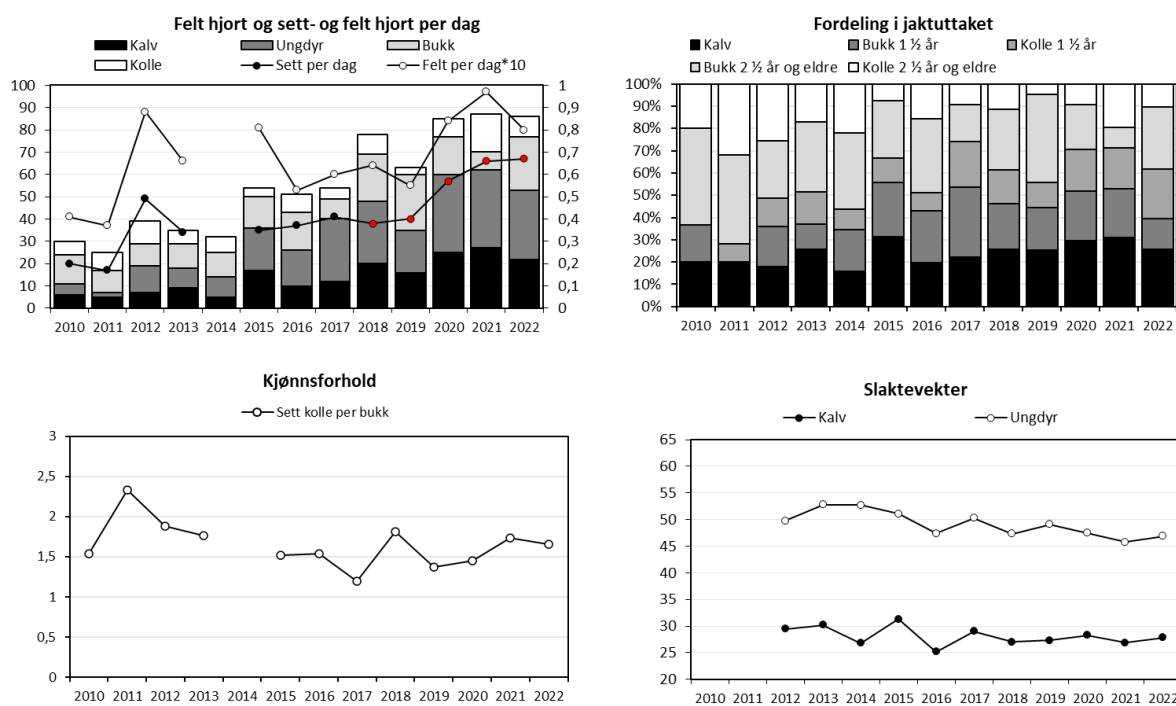 Felt hjort og sett- og felt hjort per dag
Kalv Ungdyr Bukk
Kolle Sett per dag Felt per dag*10
100 1
90 0,9
80 0,8
70 0,7
60 0,6
50 0,5
40 0,4
30 0,3
20 0,2
10 0,1
0 0
2010 2011 2012 2013 2014 2015 2016 2017 2018 2019 2020 2021 2022
Fordeling i jaktuttaket
Kalv Bukk 1 ½ år Kolle 1 ½ år
Bukk 2 ½ år og eldre Kolle 2 ½ år og eldre
100%
90%
80%
70%
60%
50%
40%
30%
20%
10%
0%
2010 2011 2012 2013 2014 2015 2016 2017 2018 2019 2020 2021 2022
Kjønnsforhold
Sett kolle per bukk
3
2,5
2
1,5
1
0,5
0
2010 2011 2012 2013 2014 2015 2016 2017 2018 2019 2020 2021 2022
Slaktevekter
Kalv Ungdyr
65
60
55
50
45
40
35
30
25
20
2010 2011 2012 2013 2014 2015 2016 2017 2018 2019 2020 2021 2022